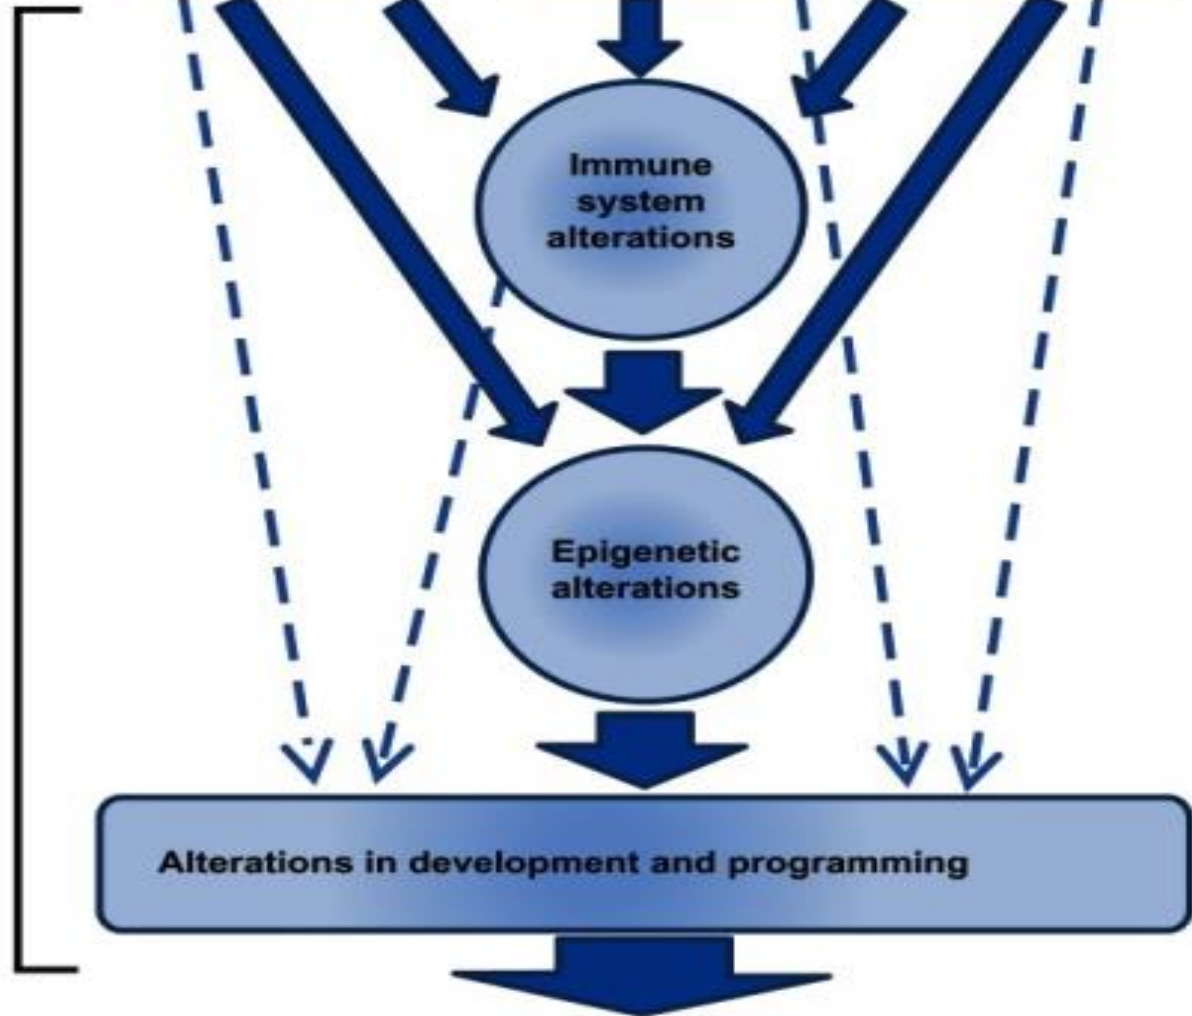 Immune
system
alterations
Epigenetic
alterations
Alterations in development and programming